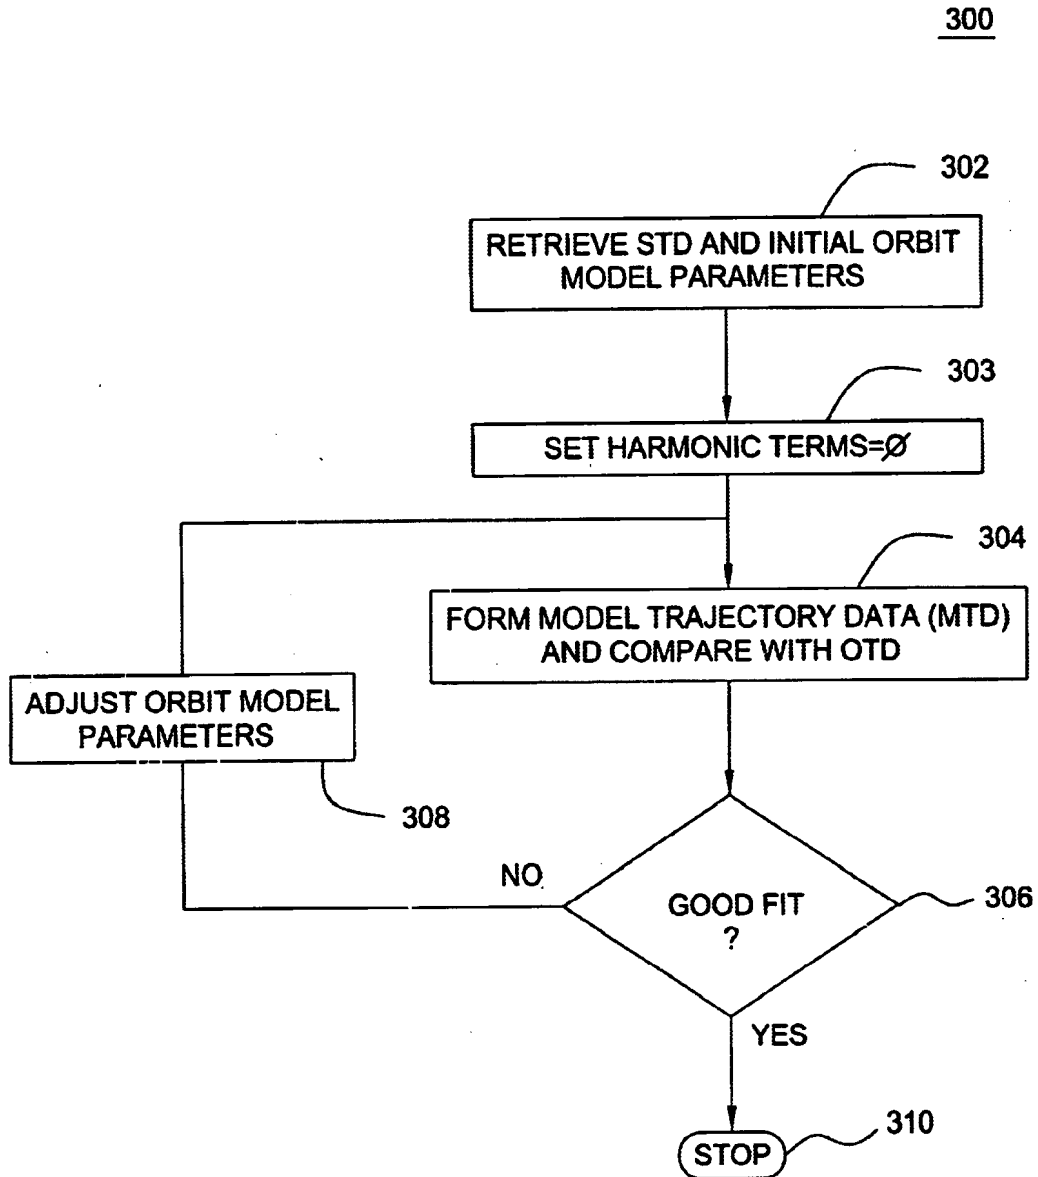 300
302
RETRIEVE STD AND INITIAL ORBIT
MODEL PARAMETERS
303
SET HARMONIC TERMS=Ø
304
FORM MODEL TRAJECTORY DATA (MTD)
AND COMPARE WITH OTD
ADJUST ORBIT MODEL
PARAMETERS
308
NO
GOOD FIT
?
306
YES
STOP
310